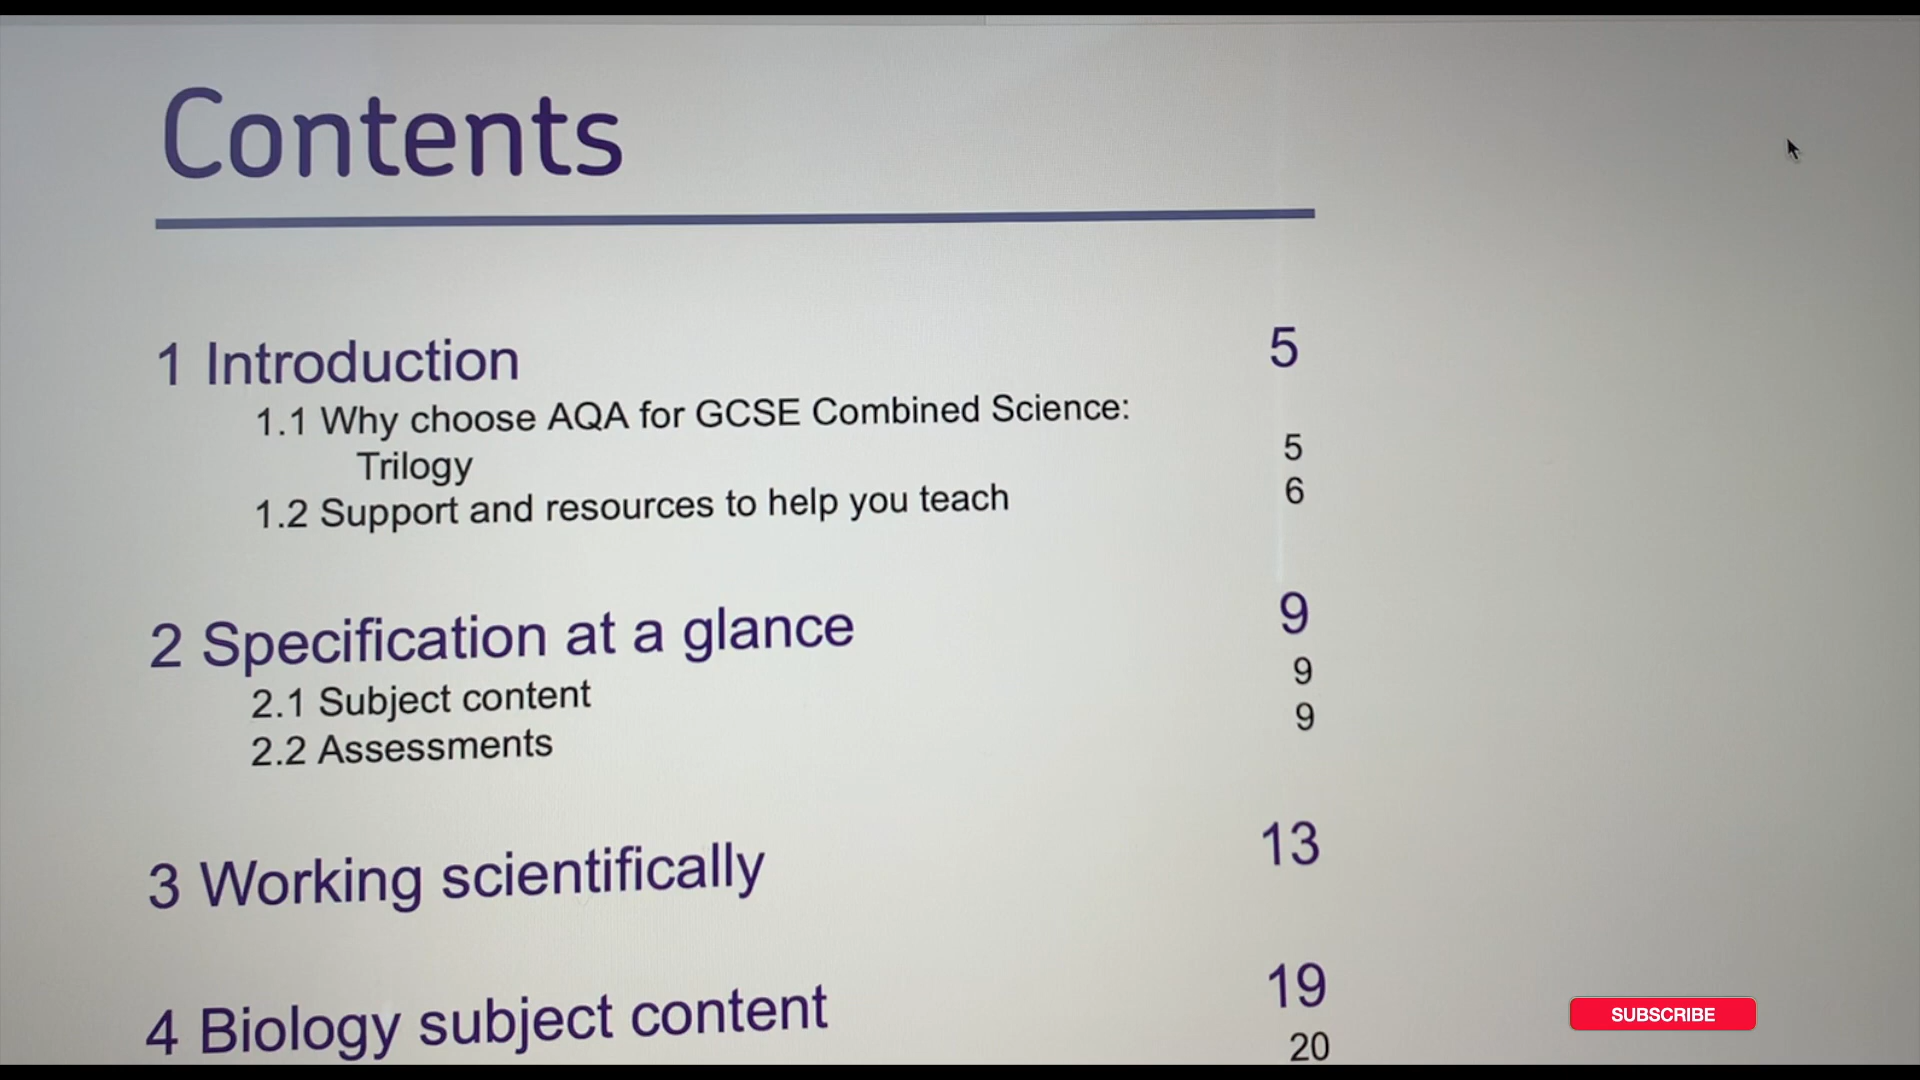 Contents
1 Introduction 5
1.1 Why choose AQA for GCSE Combined Science:
Trilogy 5
1.2 Support and resources to help you teach 6
2 Specification at a glance 9
2.1 Subject content 9
2.2 Assessments 9
3 Working scientifically 13
4 Biology subject content 19
20
SUBSCRIBE